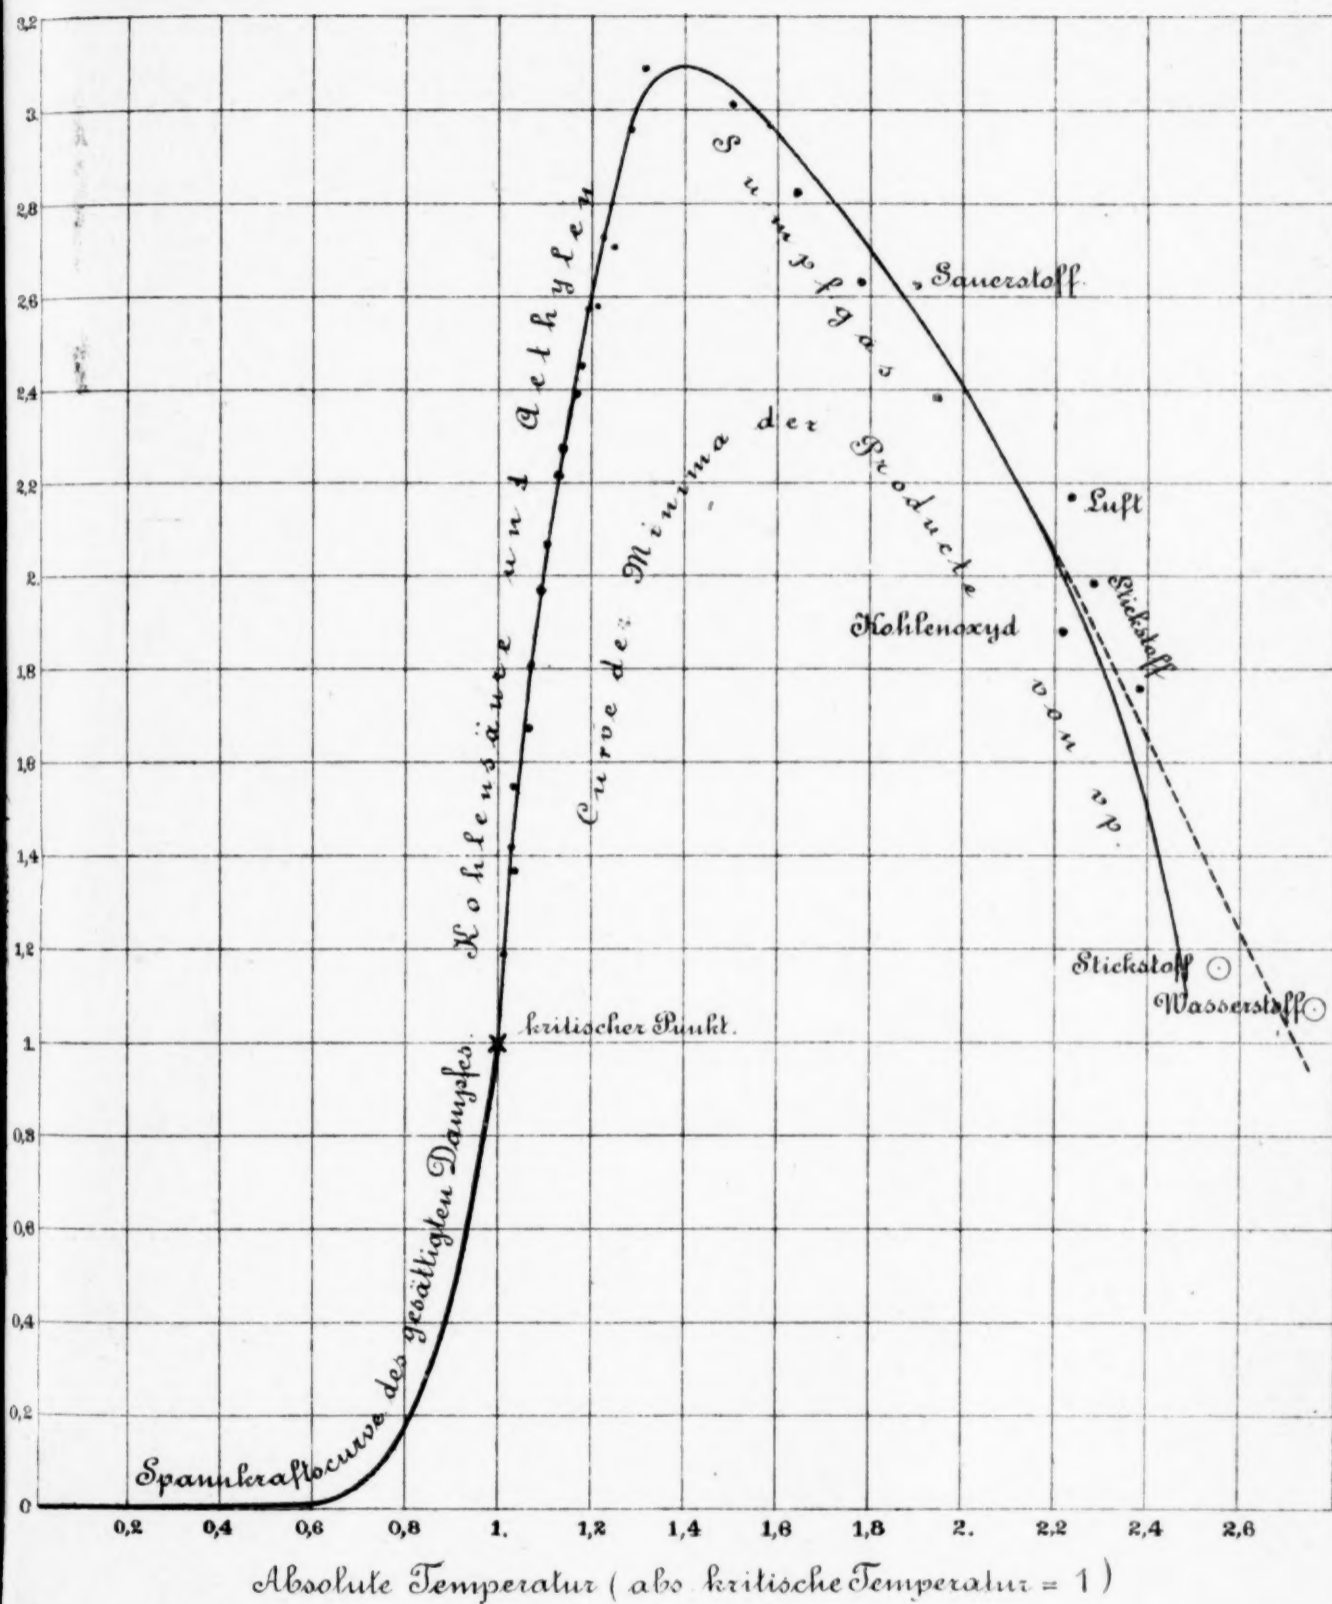 3,2
3.
2,8
2,6
2,4
2,2
2.
1,8
1,6
1,4
1,2
1.
0,8
0,6
0,4
0,2
0
Kohlensäure und Aethylen
Sumpfgas
Sauerstoff.
Curve der Minima der Producte pv von
Luft
Stickstoff
Kohlenoxyd
Stickstoff
Wasserstoff
kritischer Punkt.
Spannkraftscurve des gesättigten Dampfes.
0,2 0,4 0,6 0,8 1. 1,2 1,4 1,6 1,8 2. 2,2 2,4 2,6
Absolute Temperatur ( abs kritische Temperatur = 1 )